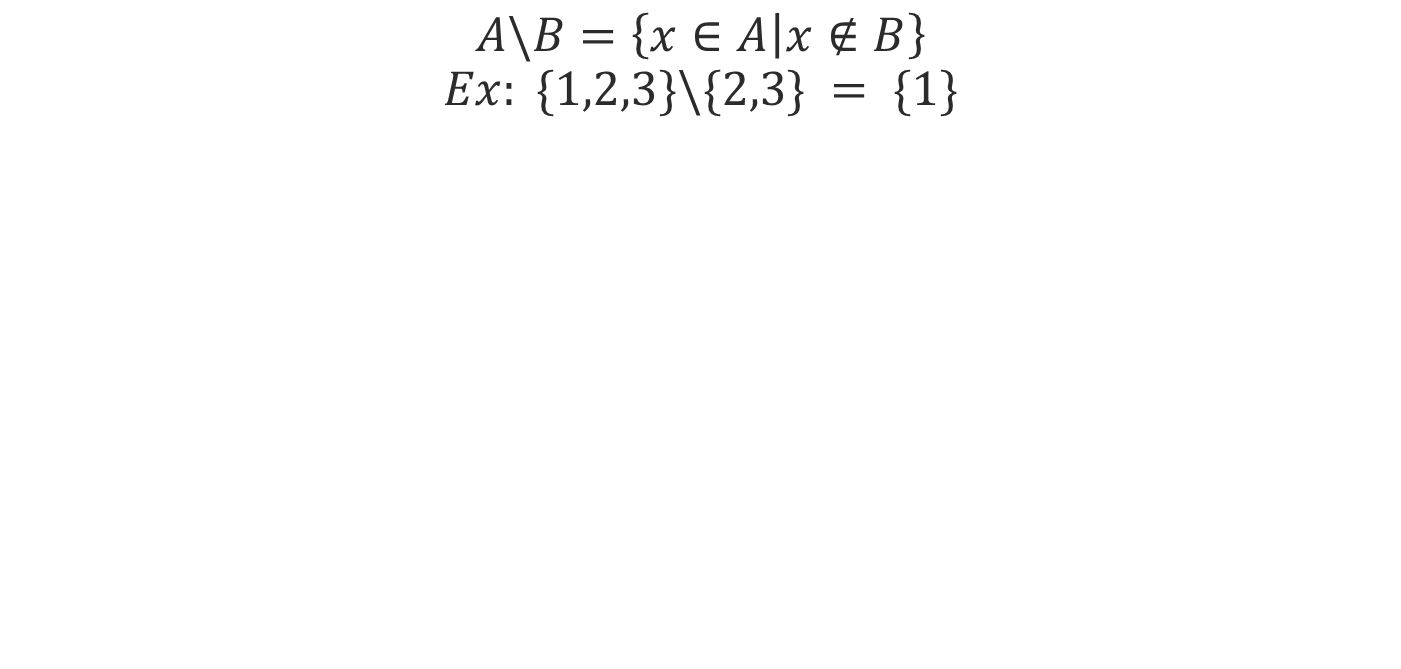 A\B = {x ∈ A|x ∉ B}
Ex: {1,2,3}\{2,3} = {1}